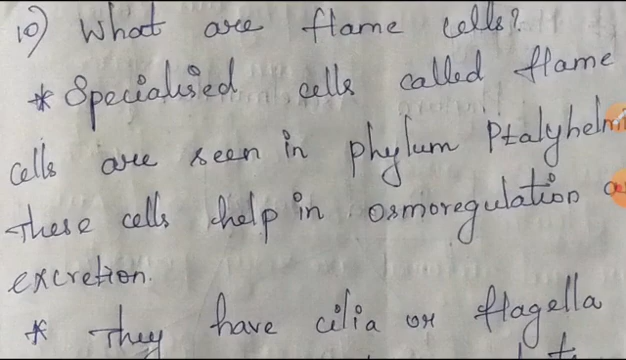 10) What are flame cells?
* Specialised cells called flame
cells are seen in phylum Ptalyhelmi
These cells help in osmoregulation a
excretion.
* They have cilia or flagella